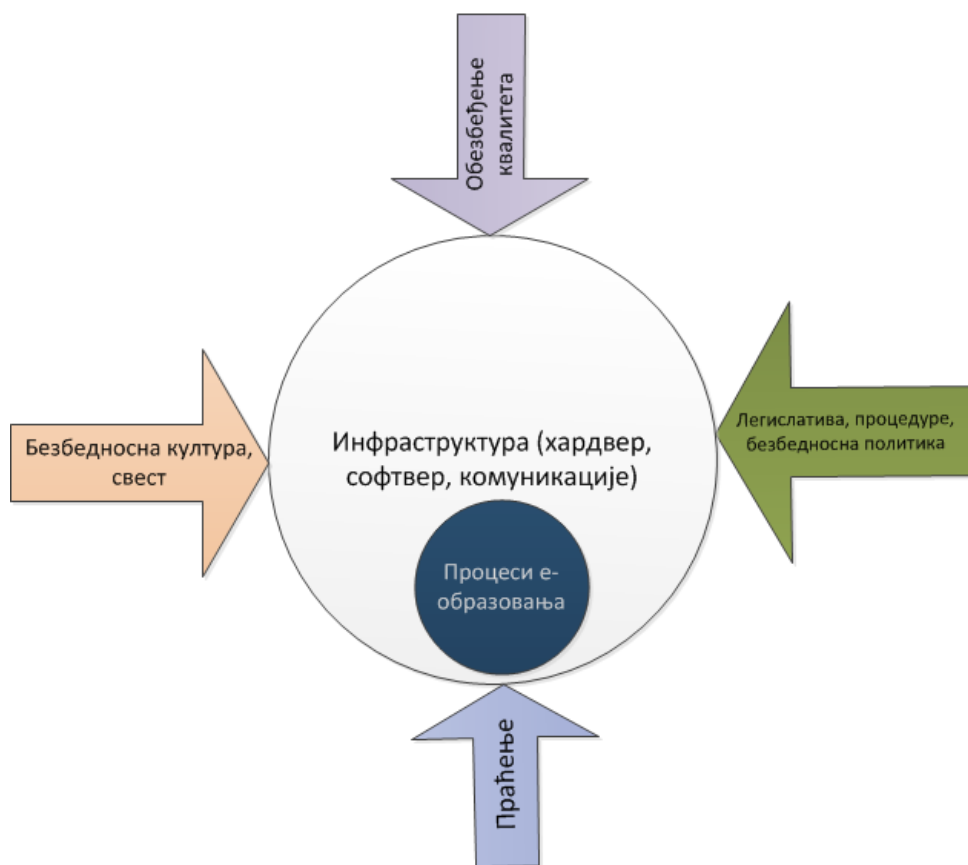 Обезбеђење
квалитета
Безбедносна култура,
свест
Инфраструктура (хардвер,
софтвер, комуникације)
Легислатива, процедуре,
безбедносна политика
Процеси е-
образовања
Праћење